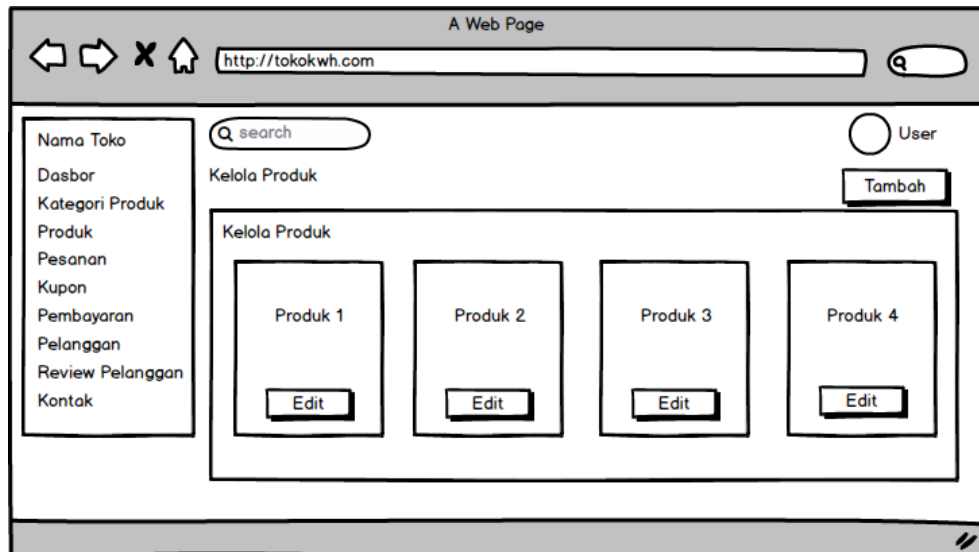 A Web Page
http://tokokwh.com
Nama Toko
Dasbor
Kategori Produk
Produk
Pesanan
Kupon
Pembayaran
Pelanggan
Review Pelanggan
Kontak
search
User
Kelola Produk
Tambah
Kelola Produk
Produk 1
Produk 2
Produk 3
Produk 4
Edit
Edit
Edit
Edit